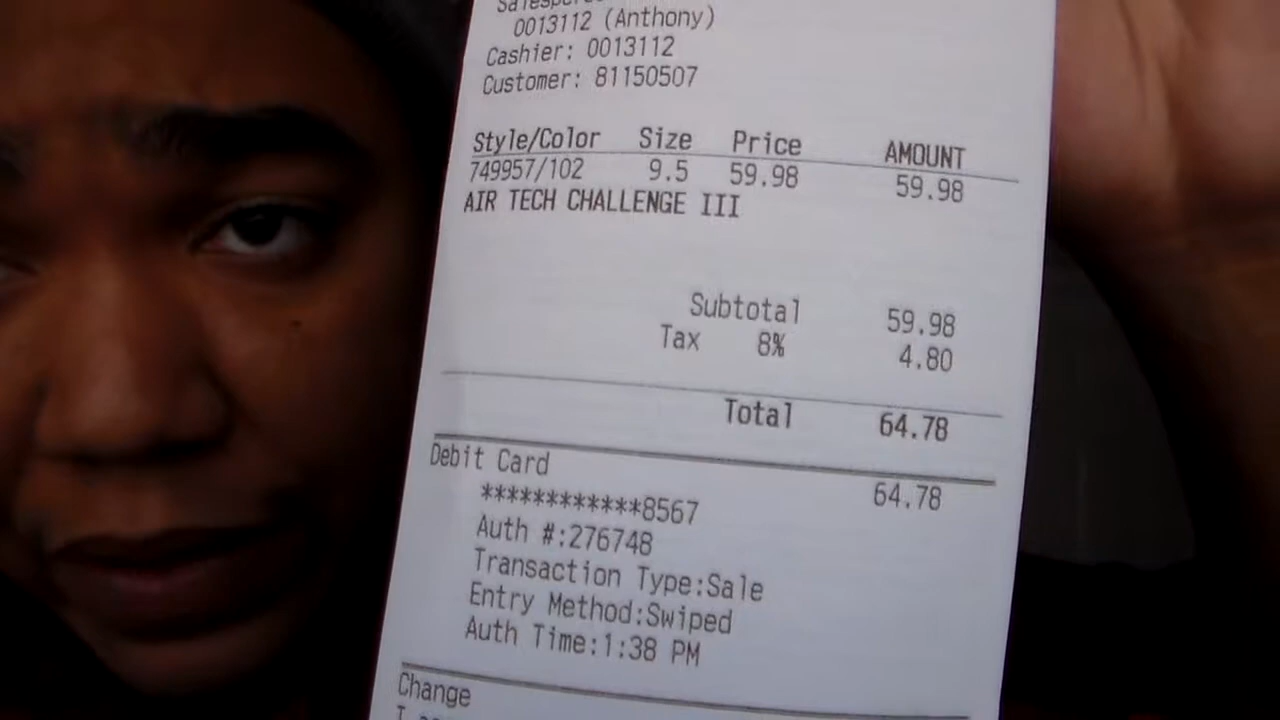 0013112 (Anthony)
Cashier: 0013112
Customer: 81150507
Style/Color Size Price AMOUNT
749957/102 9.5 59.98 59.98
AIR TECH CHALLENGE III
Subtotal 59.98
Tax 8% 4.80
Total 64.78
Debit Card 64.78
************8567
Auth #:276748
Transaction Type:Sale
Entry Method:Swiped
Auth Time:1:38 PM
Change